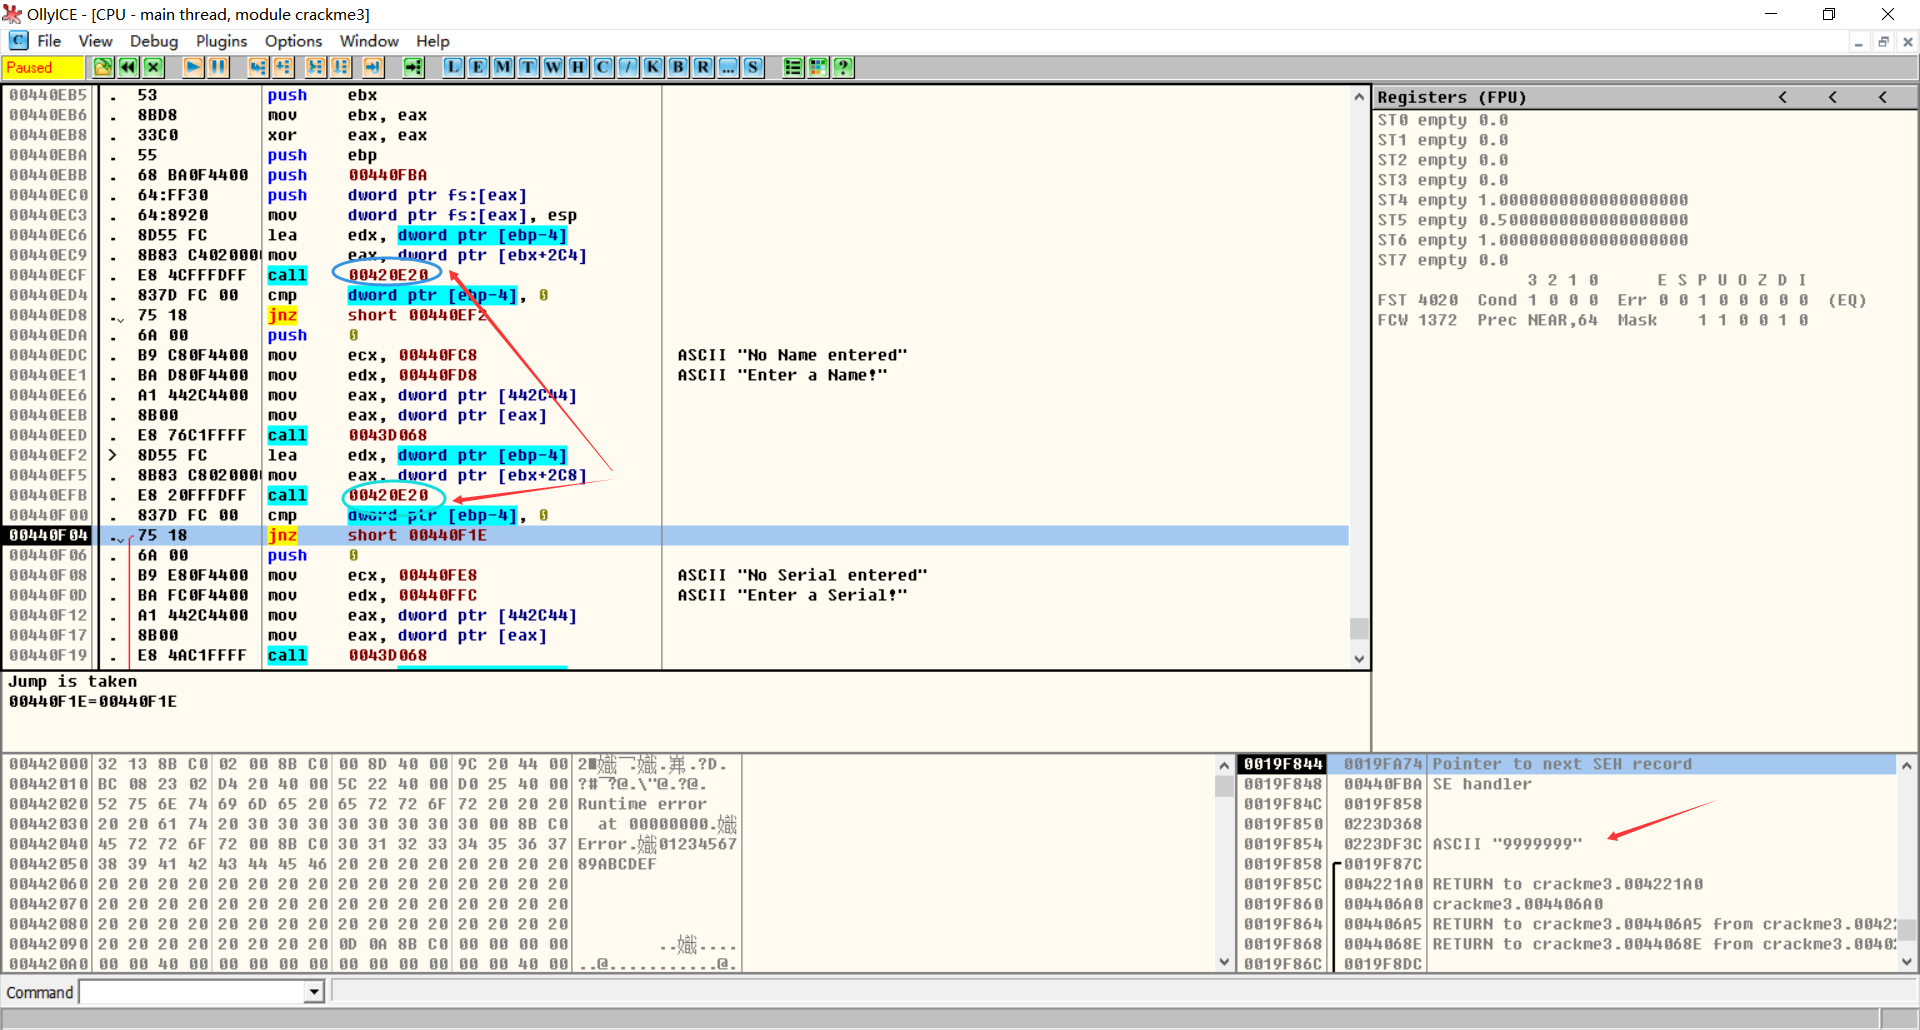 OllyICE - [CPU - main thread, module crackme3]
File View Debug Plugins Options Window Help
Paused
L E M T W H C / K B R ... S ?
00440EB5 . 53 push ebx
00440EB6 . 8BD8 mov ebx, eax
00440EB8 . 33C0 xor eax, eax
00440EBA . 55 push ebp
00440EBB . 68 BA0F4400 push 00440FBA
00440EC0 . 64:FF30 push dword ptr fs:[eax]
00440EC3 . 64:8920 mov dword ptr fs:[eax], esp
00440EC6 . 8D55 FC lea edx, dword ptr [ebp-4]
00440EC9 . 8B83 C402000 mov eax, dword ptr [ebx+2C4]
00440ECF . E8 4CFFFDFF call 00420E20
00440ED4 . 837D FC 00 cmp dword ptr [ebp-4], 0
00440ED8 . 75 18 jnz short 00440EF2
00440EDA . 6A 00 push 0
00440EDC . B9 C80F4400 mov ecx, 00440FC8 ASCII "No Name entered"
00440EE1 . BA D80F4400 mov edx, 00440FD8 ASCII "Enter a Name!"
00440EE6 . A1 442C4400 mov eax, dword ptr [442C44]
00440EEB . 8B00 mov eax, dword ptr [eax]
00440EED . E8 76C1FFFF call 0043D068
00440EF2 > 8D55 FC lea edx, dword ptr [ebp-4]
00440EF5 . 8B83 C802000 mov eax, dword ptr [ebx+2C8]
00440EFB . E8 20FFFDFF call 00420E20
00440F00 . 837D FC 00 cmp dword ptr [ebp-4], 0
00440F04 . 75 18 jnz short 00440F1E
00440F06 . 6A 00 push 0
00440F08 . B9 E80F4400 mov ecx, 00440FE8 ASCII "No Serial entered"
00440F0D . BA FC0F4400 mov edx, 00440FFC ASCII "Enter a Serial!"
00440F12 . A1 442C4400 mov eax, dword ptr [442C44]
00440F17 . 8B00 mov eax, dword ptr [eax]
00440F19 . E8 4AC1FFFF call 0043D068
Registers (FPU) < < <
ST0 empty 0.0
ST1 empty 0.0
ST2 empty 0.0
ST3 empty 0.0
ST4 empty 1.0000000000000000000
ST5 empty 0.5000000000000000000
ST6 empty 1.0000000000000000000
ST7 empty 0.0
3 2 1 0 E S P U O Z D I
FST 4020 Cond 1 0 0 0 Err 0 0 1 0 0 0 0 0 (EQ)
FCW 1372 Prec NEAR,64 Mask 1 1 0 0 1 0
Jump is taken
00440F1E=00440F1E
00442000 32 13 8B C0 02 00 8B C0 00 8D 40 00 9C 20 44 00
00442010 BC 08 23 02 D4 20 40 00 5C 22 40 00 D0 25 40 00 ?#?@.\"@.?@.
00442020 52 75 6E 74 69 6D 65 20 65 72 72 6F 72 20 20 20 Runtime error
00442030 20 20 61 74 20 30 30 30 30 30 30 30 30 00 8B C0 at 00000000.
00442040 45 72 72 6F 72 00 8B C0 30 31 32 33 34 35 36 37 Error.01234567
00442050 38 39 41 42 43 44 45 46 20 20 20 20 20 20 20 20 89ABCDEF
00442060 20 20 20 20 20 20 20 20 20 20 20 20 20 20 20 20
00442070 20 20 20 20 20 20 20 20 20 20 20 20 20 20 20 20
00442080 20 20 20 20 20 20 20 20 20 20 20 20 20 20 20 20
00442090 20 20 20 20 20 20 20 20 0D 0A 8B C0 00 00 00 00
004420A0 00 00 40 00 00 00 00 00 00 00 00 00 00 00 40 00 ..@...........@.
0019F844 0019FA74 Pointer to next SEH record
0019F848 00440FBA SE handler
0019F84C 0019F858
0019F850 0223D368
0019F854 0223DF3C ASCII "9999999"
0019F858 0019F87C
0019F85C 004221A0 RETURN to crackme3.004221A0
0019F860 004406A0 crackme3.004406A0
0019F864 004406A5 RETURN to crackme3.004406A5 from crackme3.0042
0019F868 0044068E RETURN to crackme3.0044068E from crackme3.0040
0019F86C 0019F8DC
Command